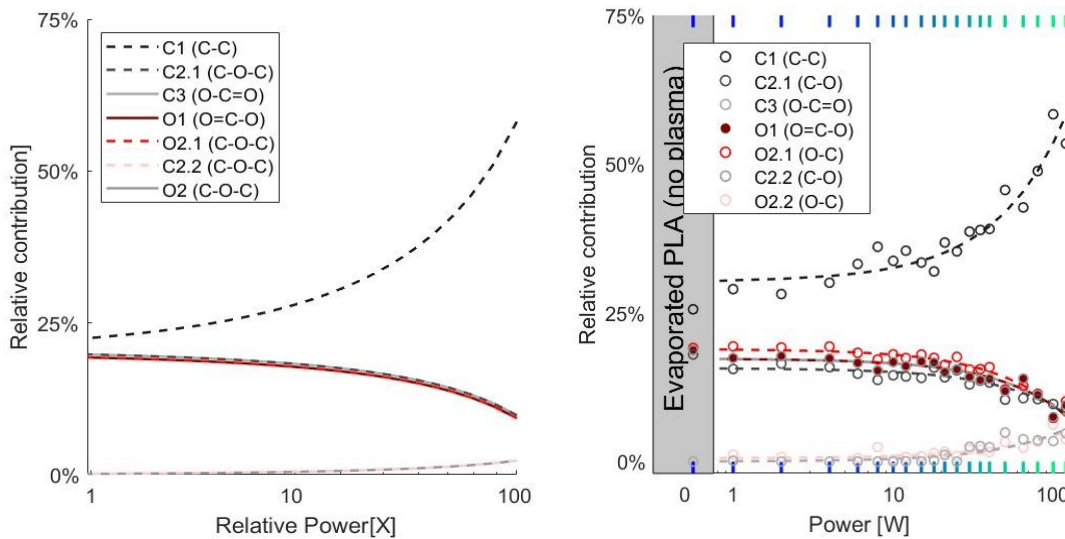 75%
50%
25%
0%
Relative contribution]
C1 (C-C)
C2.1 (C-O-C)
C3 (O-C=O)
O1 (O=C-O)
O2.1 (C-O-C)
C2.2 (C-O-C)
O2 (C-O-C)
1 10 100
Relative Power[X]
75%
50%
25%
0%
Relative contribution
Evaporated PLA (no plasma)
C1 (C-C)
C2.1 (C-O)
C3 (O-C=O)
O1 (O=C-O)
O2.1 (O-C)
C2.2 (C-O)
O2.2 (O-C)
0 1 10 100
Power [W]